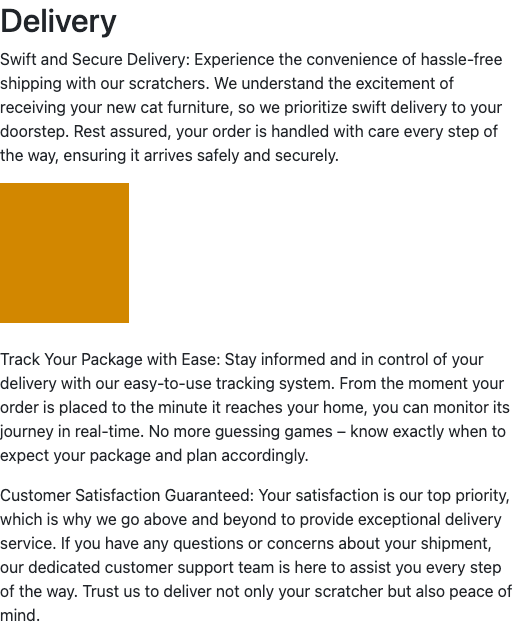 Delivery
Swift and Secure Delivery: Experience the convenience of hassle-free
shipping with our scratchers. We understand the excitement of
receiving your new cat furniture, so we prioritize swift delivery to your
doorstep. Rest assured, your order is handled with care every step of
the way, ensuring it arrives safely and securely.
Track Your Package with Ease: Stay informed and in control of your
delivery with our easy-to-use tracking system. From the moment your
order is placed to the minute it reaches your home, you can monitor its
journey in real-time. No more guessing games – know exactly when to
expect your package and plan accordingly.
Customer Satisfaction Guaranteed: Your satisfaction is our top priority,
which is why we go above and beyond to provide exceptional delivery
service. If you have any questions or concerns about your shipment,
our dedicated customer support team is here to assist you every step
of the way. Trust us to deliver not only your scratcher but also peace of
mind.